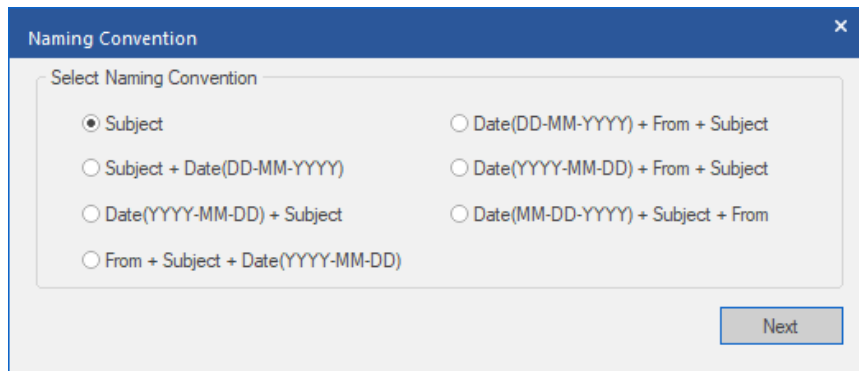 Naming Convention
Select Naming Convention
Subject
Subject + Date(DD-MM-YYYY)
Date(YYYY-MM-DD) + Subject
From + Subject + Date(YYYY-MM-DD)
Date(DD-MM-YYYY) + From + Subject
Date(YYYY-MM-DD) + From + Subject
Date(MM-DD-YYYY) + Subject + From
Next